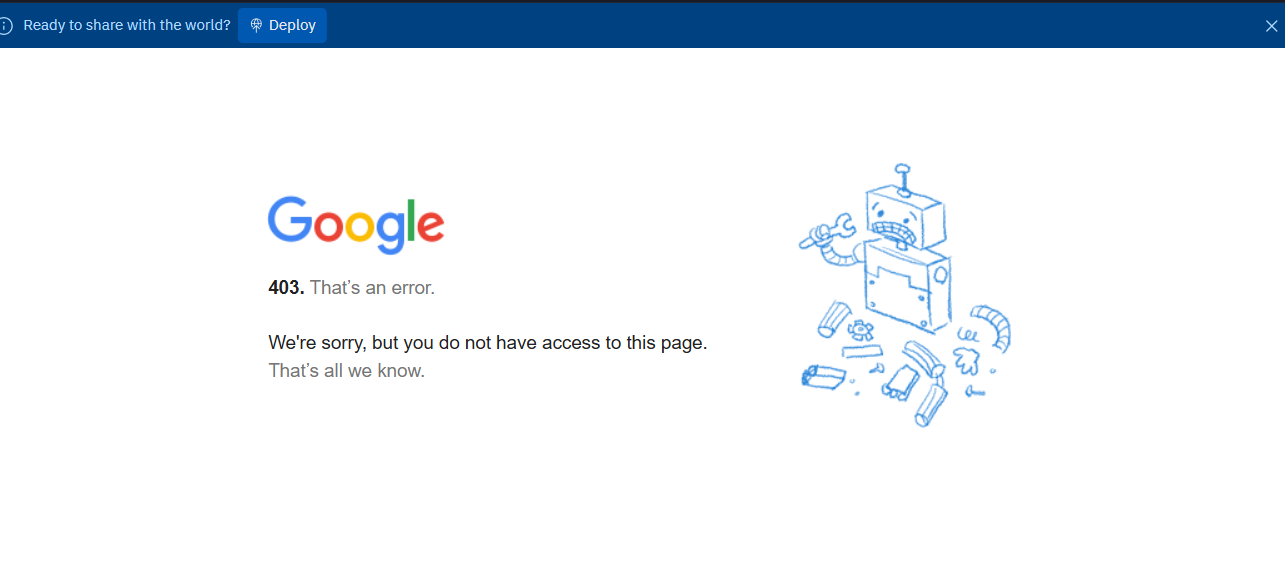 Ready to share with the world? Deploy
Google
403. That's an error.
We're sorry, but you do not have access to this page.
That's all we know.